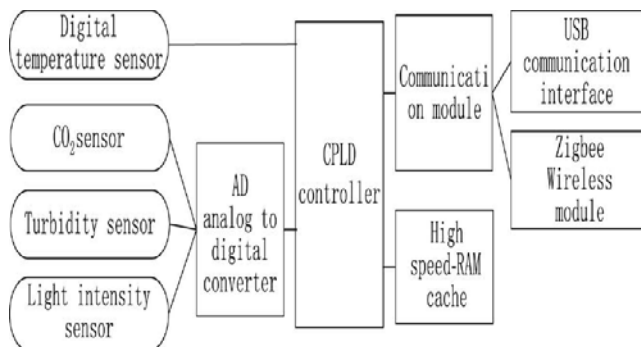 Digital
temperature sensor
CO₂sensor
Turbidity sensor
Light intensity
sensor
AD
analog to
digital
converter
CPLD
controller
Communicati
on module
High
speed-RAM
cache
USB
communication
interface
Zigbee
Wireless
module